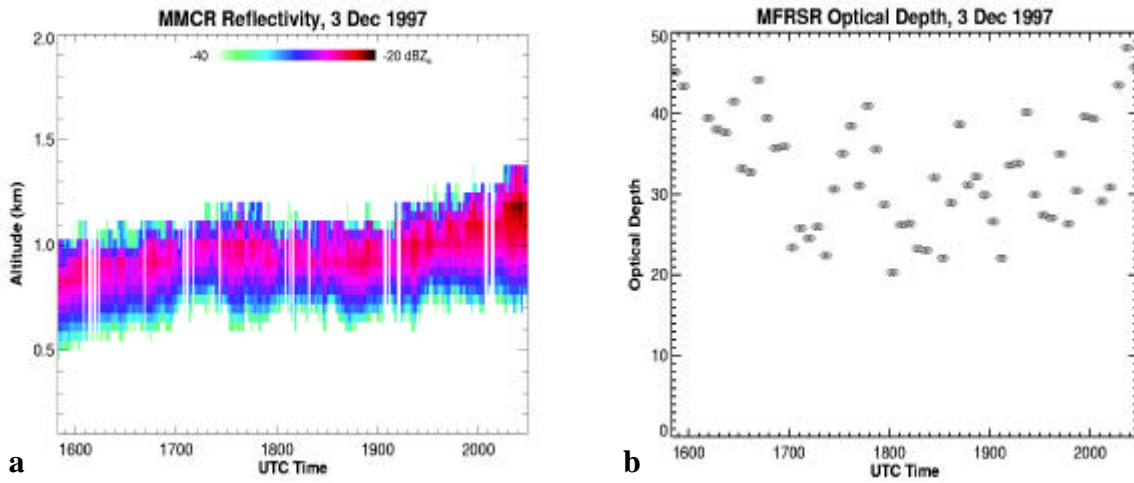 MMCR Reflectivity, 3 Dec 1997
-40
-20 dBZe
2.0
1.5
1.0
0.5
Altitude (km)
1600 1700 1800 1900 2000
UTC Time
a
MFRSR Optical Depth, 3 Dec 1997
50
40
30
20
10
0
Optical Depth
1600 1700 1800 1900 2000
UTC Time
b